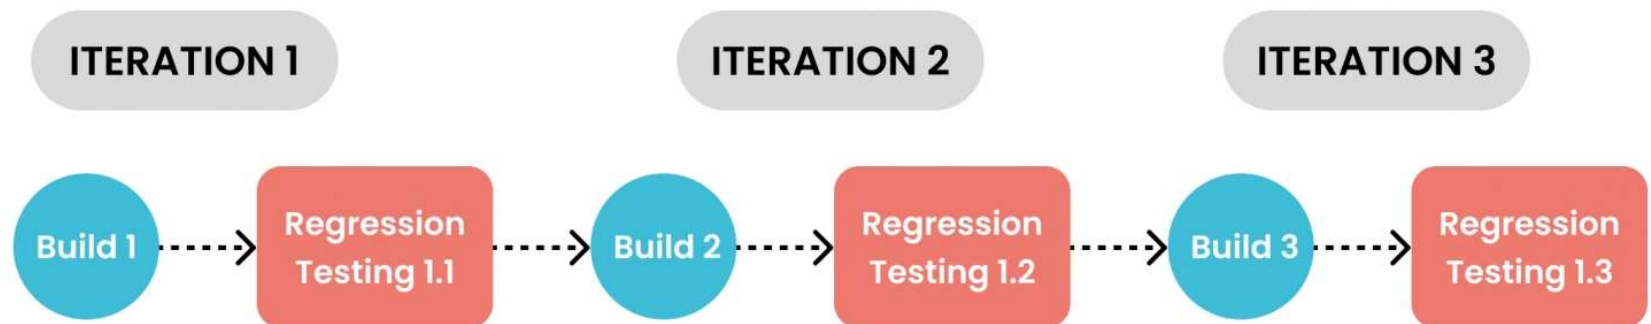 ITERATION 1
ITERATION 2
ITERATION 3
Build 1
Regression
Testing 1.1
Build 2
Regression
Testing 1.2
Build 3
Regression
Testing 1.3